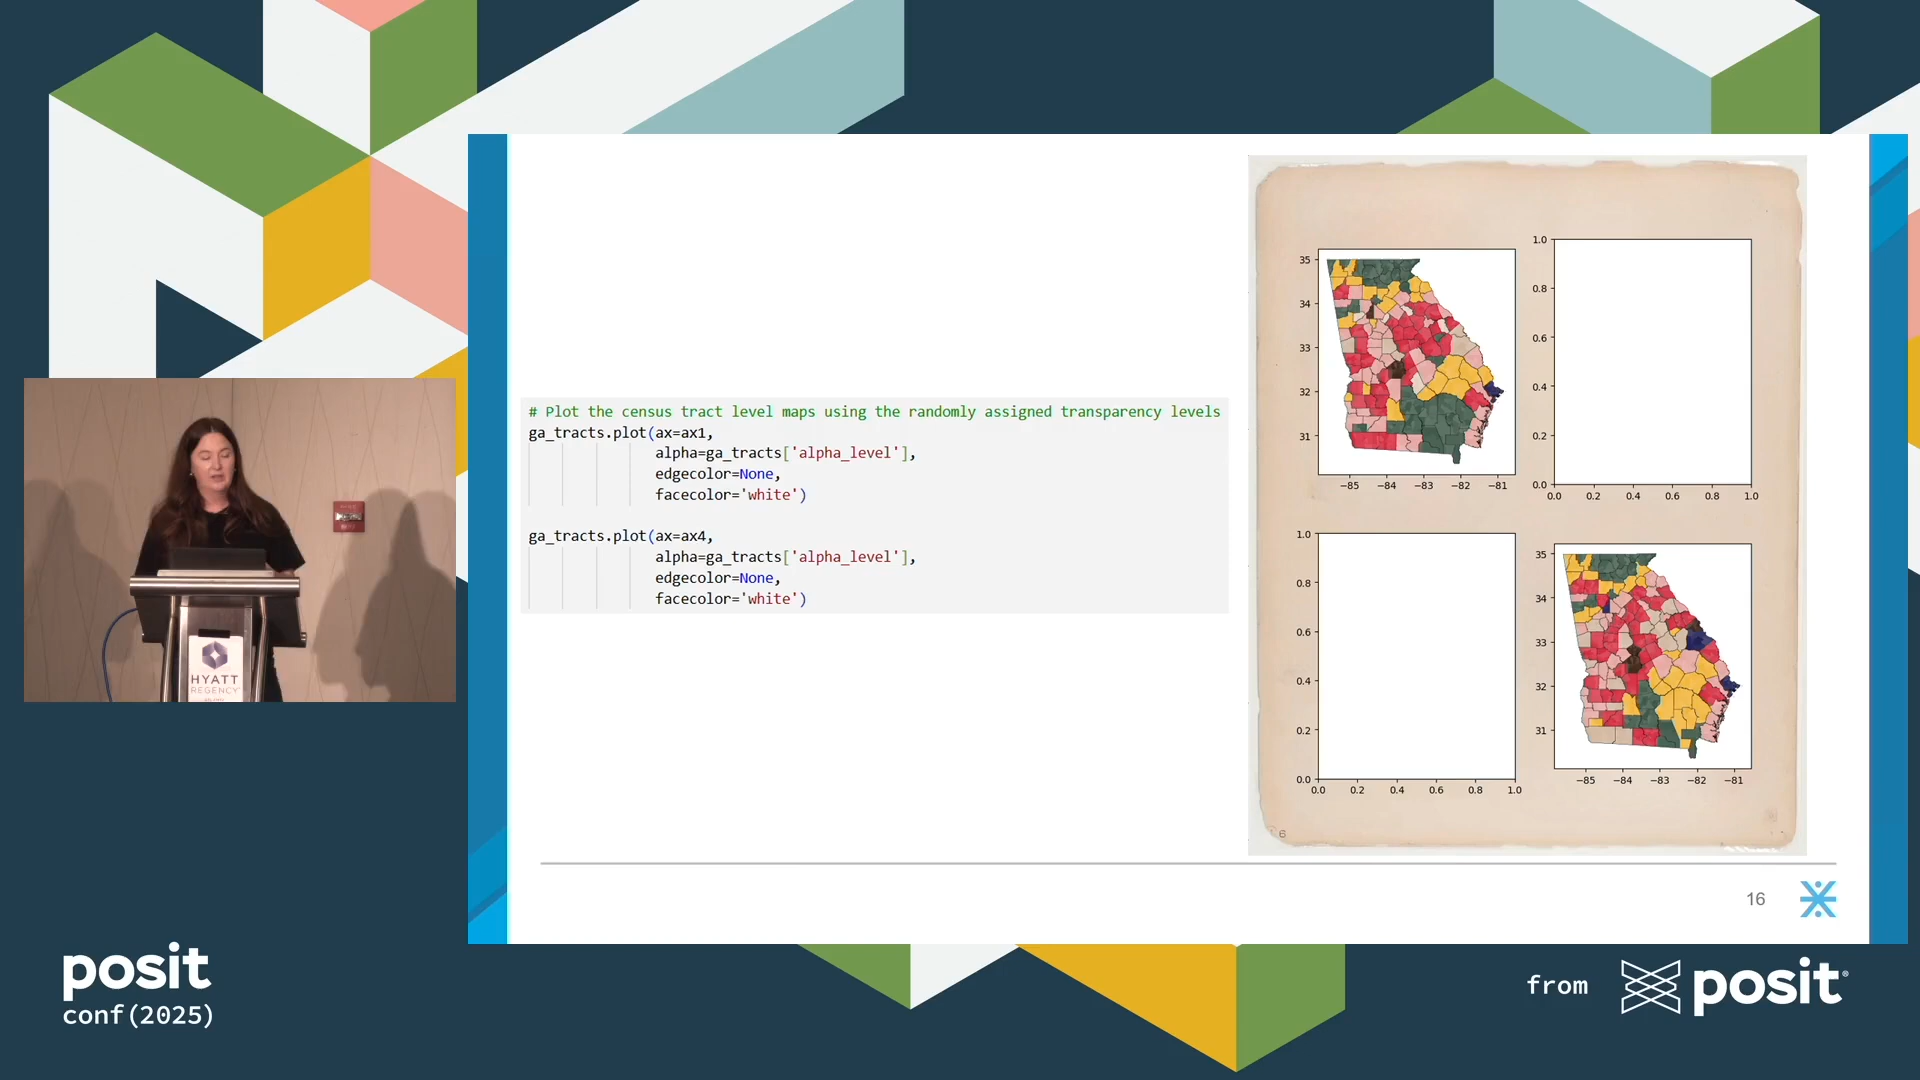 # Plot the census tract level maps using the randomly assigned transparency levels
ga_tracts.plot(ax=ax1,
alpha=ga_tracts['alpha_level'],
edgecolor=None,
facecolor='white')
ga_tracts.plot(ax=ax4,
alpha=ga_tracts['alpha_level'],
edgecolor=None,
facecolor='white')
35
34
33
32
31
−85 −84 −83 −82 −81
1.0
0.8
0.6
0.4
0.2
0.0
0.0 0.2 0.4 0.6 0.8 1.0
1.0
0.8
0.6
0.4
0.2
0.0
0.0 0.2 0.4 0.6 0.8 1.0
35
34
33
32
31
−85 −84 −83 −82 −81
6
16
HYATT
REGENCY
posit
conf(2025)
from
posit®